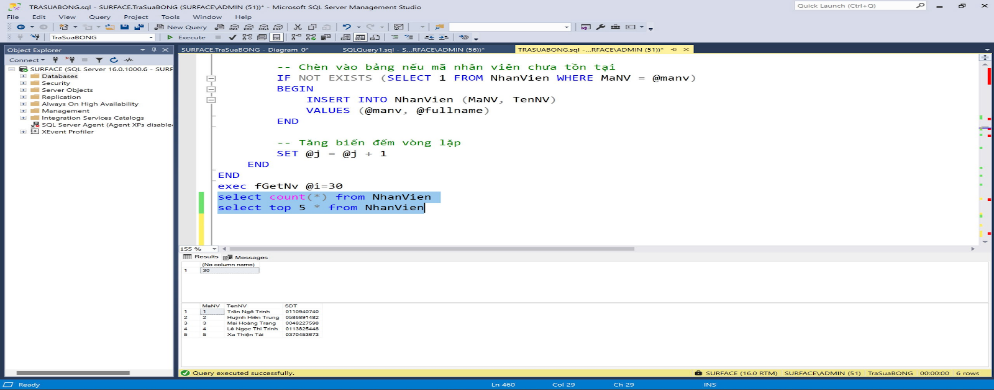 TRASUABONG.sql - SURFACE.TraSuaBONG (SURFACE\ADMIN (51))* - Microsoft SQL Server Management Studio
Quick Launch (Ctrl+Q)
File Edit View Query Project Tools Window Help
New Query
TraSuaBONG
Execute
Object Explorer
SURFACE.TraSuaBONG - Diagram_0*
SQLQuery1.sql - S...RFACE\ADMIN (56))*
TRASUABONG.sql -...RFACE\ADMIN (51))*
Connect
SURFACE (SQL Server 16.0.1000.6 - SURF
Databases
Security
Server Objects
Replication
Always On High Availability
Management
Integration Services Catalogs
SQL Server Agent (Agent XPs disable
XEvent Profiler
-- Chèn vào bảng nếu mã nhân viên chưa tồn tại
IF NOT EXISTS (SELECT 1 FROM NhanVien WHERE MaNV = @manv)
BEGIN
INSERT INTO NhanVien (MaNV, TenNV)
VALUES (@manv, @fullname)
END
-- Tăng biến đếm vòng lặp
SET @j = @j + 1
END
END
exec fGetNv @i=30
select count(*) from NhanVien
select top 5 * from NhanVien
155 %
Results Messages
(No column name)
1 30
MaNV TenNV SDT
1 1 Trần Ngô Trinh 0110940740
2 2 Huỳnh Hiền Trung
3 3 Mai Hoàng Trang
4 4 Lê Ngọc Thị Trinh
5 5 Xa Thiện Tài
Query executed successfully.
SURFACE (16.0 RTM) SURFACE\ADMIN (51) TraSuaBONG 00:00:00 6 rows
Ready
Ln 460 Col 29 Ch 29 INS